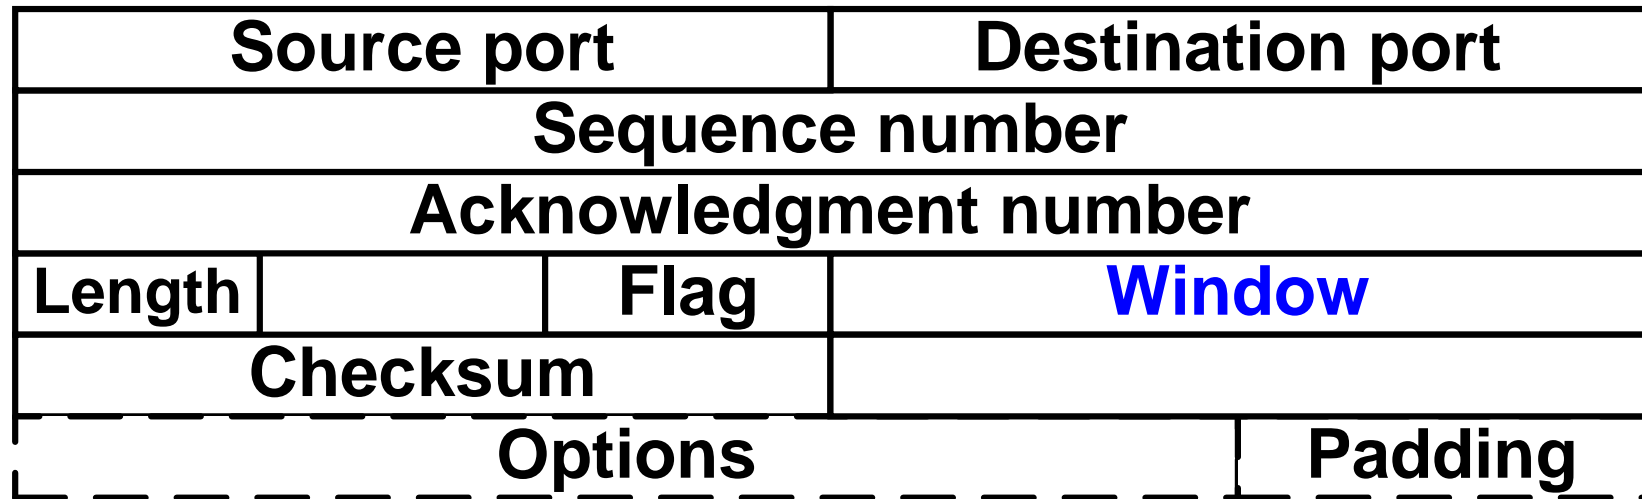 Source port Destination port
Sequence number
Acknowledgment number
Length Flag Window
Checksum
Options Padding